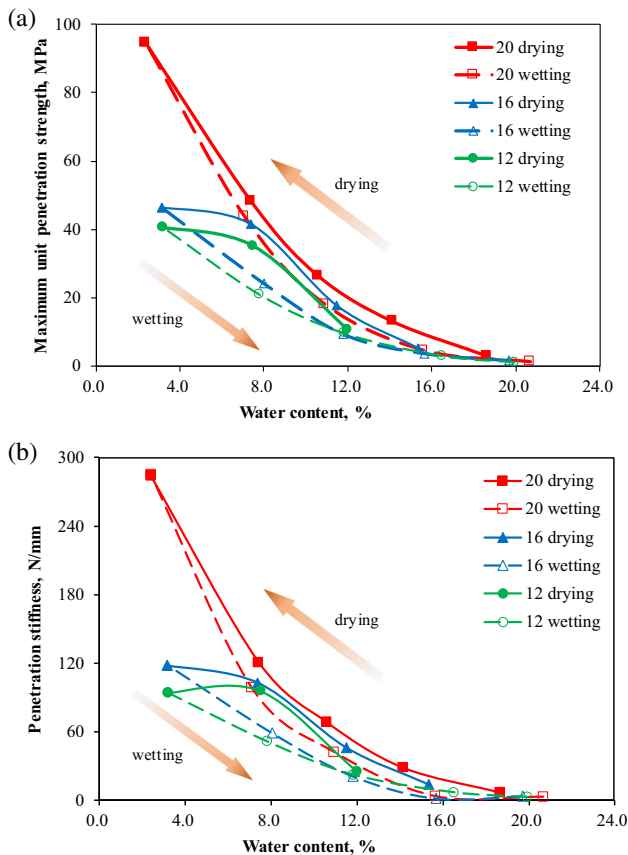 (a)
100
80
60
40
20
0
Maximum unit penetration strength, MPa
20 drying
20 wetting
16 drying
16 wetting
12 drying
12 wetting
drying
wetting
0.0 4.0 8.0 12.0 16.0 20.0 24.0
Water content, %
(b)
300
240
180
120
60
0
Penetration stiffness, N/mm
20 drying
20 wetting
16 drying
16 wetting
12 drying
12 wetting
drying
wetting
0.0 4.0 8.0 12.0 16.0 20.0 24.0
Water content, %